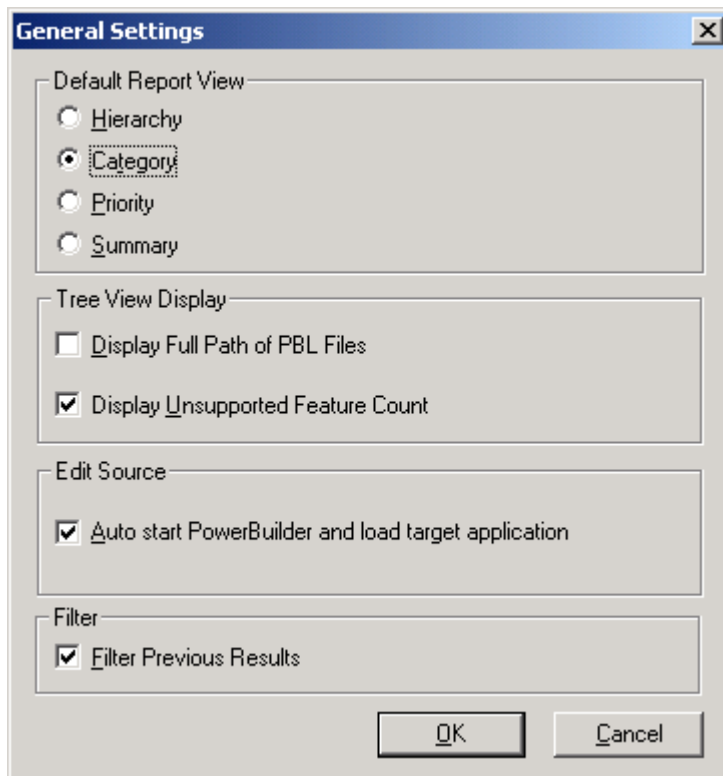 General Settings
Default Report View
Hierarchy
Category
Priority
Summary
Tree View Display
Display Full Path of PBL Files
Display Unsupported Feature Count
Edit Source
Auto start PowerBuilder and load target application
Filter
Filter Previous Results
OK
Cancel